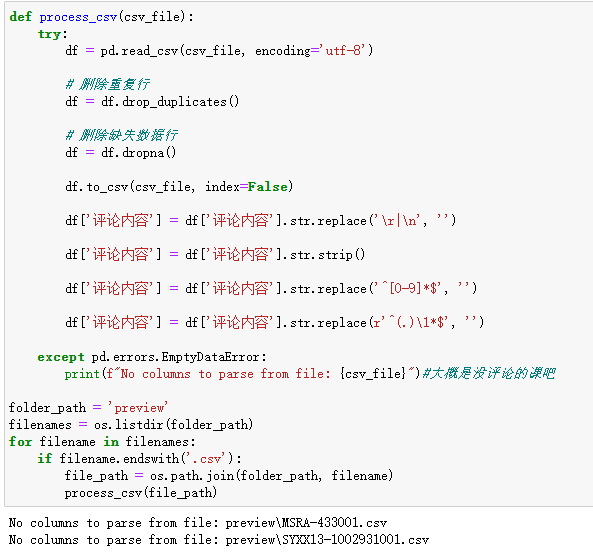 def process_csv(csv_file):
    try:
        df = pd.read_csv(csv_file, encoding='utf-8')
        # 删除重复行
        df = df.drop_duplicates()
        # 删除缺失数据行
        df = df.dropna()
        df.to_csv(csv_file, index=False)
        df['评论内容'] = df['评论内容'].str.replace('\r|\n', '')
        df['评论内容'] = df['评论内容'].str.strip()
        df['评论内容'] = df['评论内容'].str.replace('^[0-9]*$', '')
        df['评论内容'] = df['评论内容'].str.replace(r'^(.)\1*$', '')
    except pd.errors.EmptyDataError:
        print(f"No columns to parse from file: {csv_file}")#大概是没评论的课吧
folder_path = 'preview'
filenames = os.listdir(folder_path)
for filename in filenames:
    if filename.endswith('.csv'):
        file_path = os.path.join(folder_path, filename)
        process_csv(file_path)
No columns to parse from file: preview\MSRA-433001.csv
No columns to parse from file: preview\SYXX13-1002931001.csv